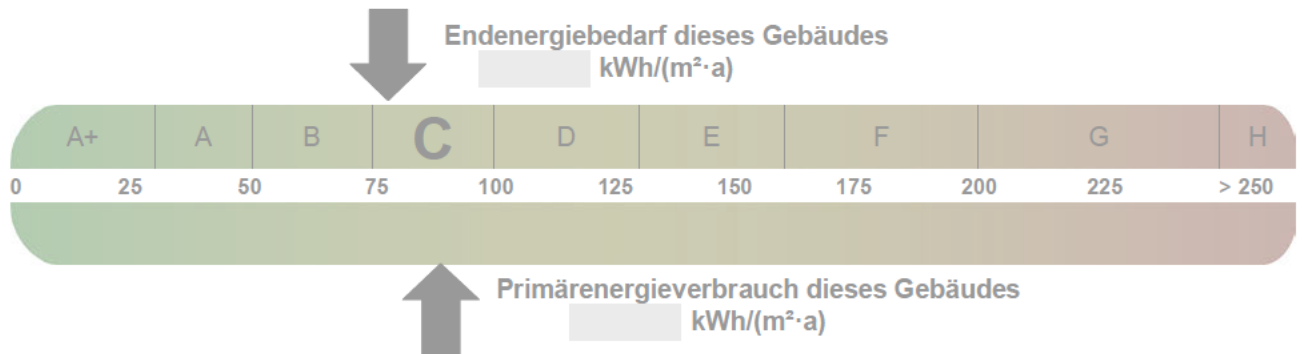 Endenergiebedarf dieses Gebäudes
kWh/(m²·a)
A+ A B C D E F G H
0 25 50 75 100 125 150 175 200 225 > 250
Primärenergieverbrauch dieses Gebäudes
kWh/(m²·a)